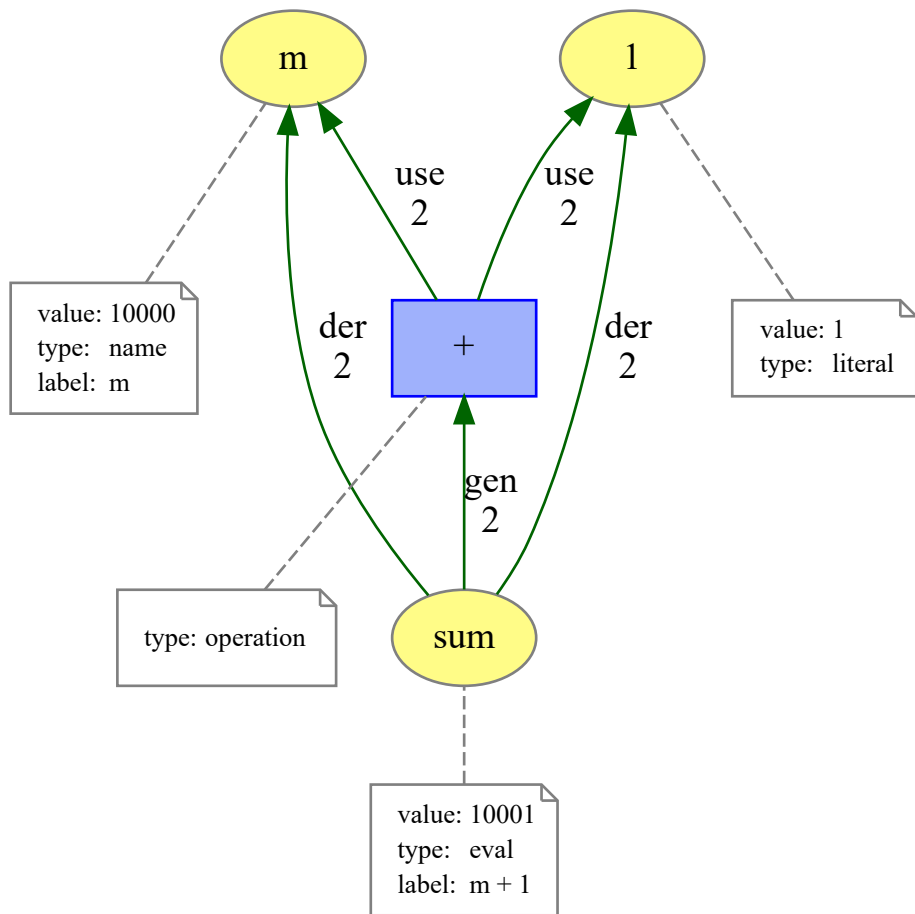 m
1
use
2
use
2
value: 10000
type: name
label: m
der
2
+
der
2
value: 1
type: literal
gen
2
type: operation
sum
value: 10001
type: eval
label: m + 1